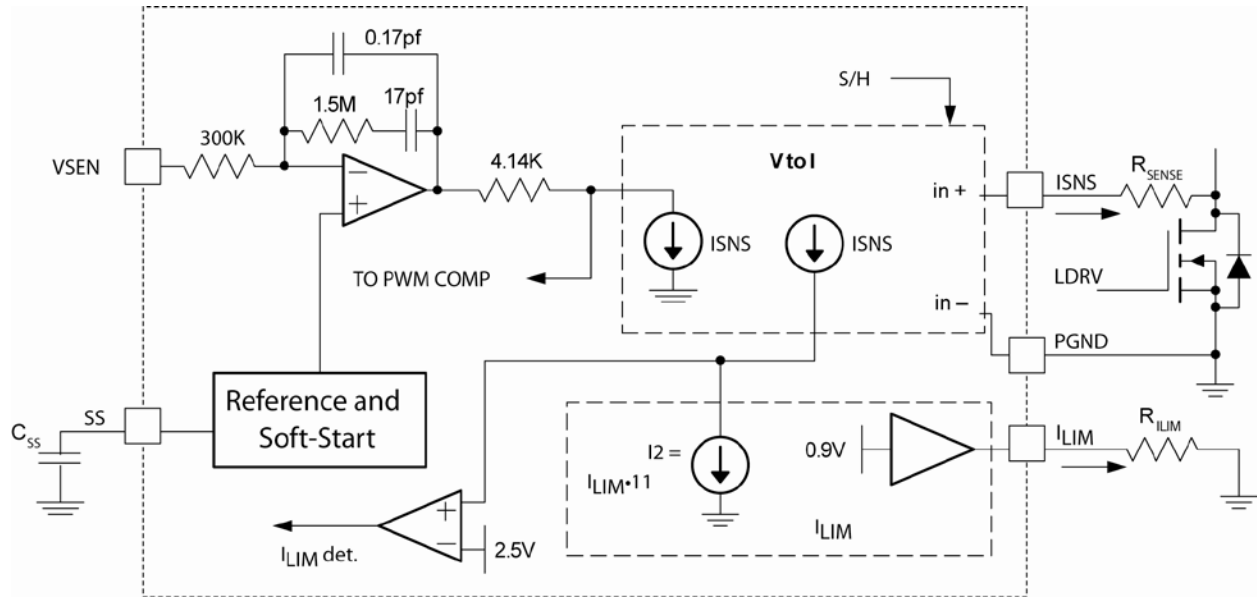 0.17pf
S/H
1.5M
17pf
300K
VSEN
4.14K
V to I
in +
ISNS
RSENSE
ISNS
ISNS
TO PWM COMP
LDRV
in –
PGND
SS
CSS
Reference and
Soft-Start
I2 =
ILIM•11
0.9V
ILIM
RILIM
ILIM det.
2.5V
ILIM